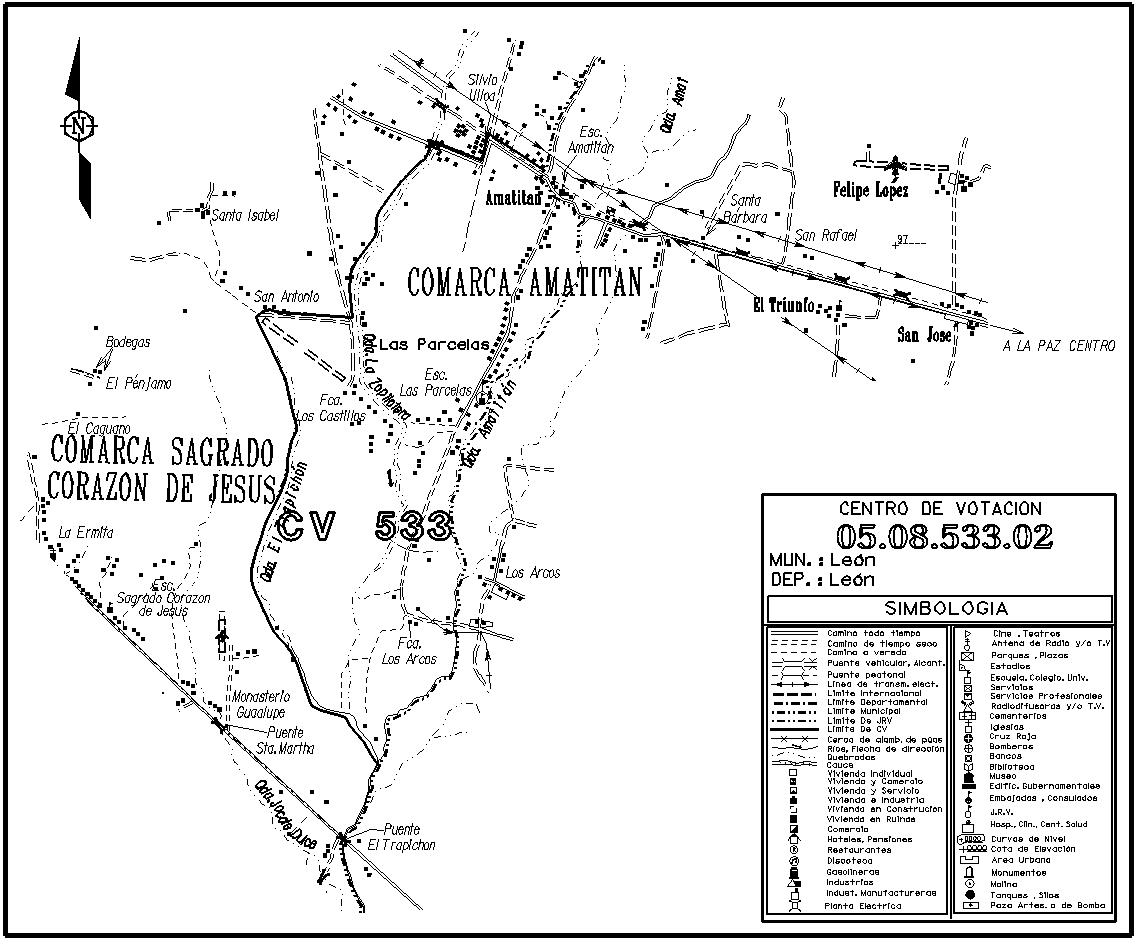 N
Silvio
Ulloa
Qda. Amat
Esc.
Amatitan
Amatitan
Santa
Barbara
Felipe Lopez
San Rafael
97
Santa Isabel
COMARCA AMATITAN
San Antonio
El Triunfo
San Jose
A LA PAZ CENTRO
Bodegas
El Pénjamo
Las Parcelas
Esc.
Las Parcelas
Qda. La Zopilotera
Qda. Amatitán
Fca.
Los Castillos
El Caguano
COMARCA SAGRADO
CORAZON DE JESUS
Qda. El Trapichón
CV 533
La Ermita
Los Arcos
Esc.
Sagrado Corazon
de Jesus
Fca.
Los Arcos
Monasterio
Guadlupe
Puente
Sta. Martha
Qda. Jocote Dulce
Puente
El Trapichon
CENTRO DE VOTACION
05.08.533.02
MUN.: León
DEP.: León
SIMBOLOGIA
Camino todo tiempo
Camino de tiempo seco
Camino o vereda
Puente vehicular, Alcant.
Puente peatonal
Línea de transm. elect.
Limite Internacional
Limite Departamental
Limite Municipal
Limite De JRV
Limite De CV
Cerca de alamb. de púas
Ríos, Flecha de dirección
Quebradas
Cauce
Vivienda Individual
Vivienda y Comercio
Vivienda y Servicio
Vivienda e Industria
Vivienda en Construcion
Vivienda en Ruinas
Comercio
Hoteles, Pensiones
Restaurantes
Discoteca
Gasolineras
Industrias
Indust. Manufactureras
Planta Electrica
Cine, Teatros
Antena de Radio y/o T.V
Parques, Plazas
Estadios
Escuela, Colegio, Univ.
Servicios
Servicios Profesionales
Radiodifusoras y/o T.V.
Cementerios
Iglesias
Cruz Roja
Bomberos
Bancos
Biblioteca
Museo
Edific. Gubernamentales
Embajadas, Consulados
J.R.V.
Hosp., Clin., Cent. Salud
Curvas de Nivel
Cota de Elevación
Area Urbana
Monumentos
Molino
Tanques, Silos
Pozo Artes. o de Bomba